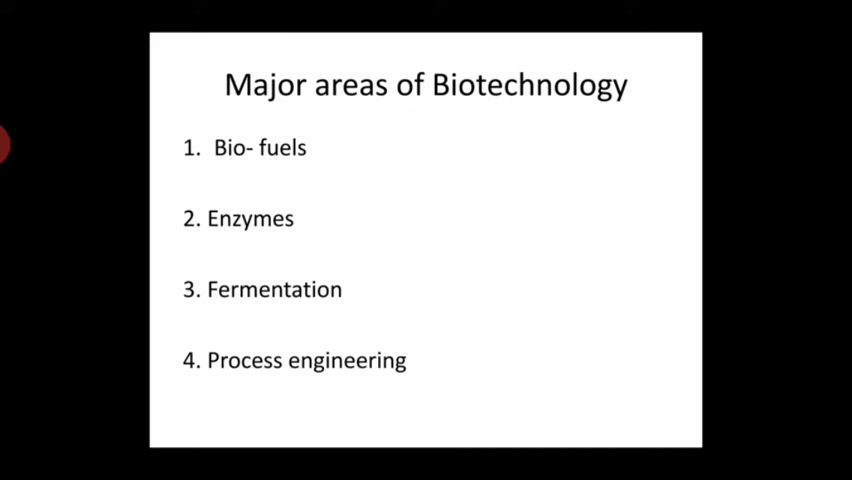 Major areas of Biotechnology
1. Bio- fuels
2. Enzymes
3. Fermentation
4. Process engineering